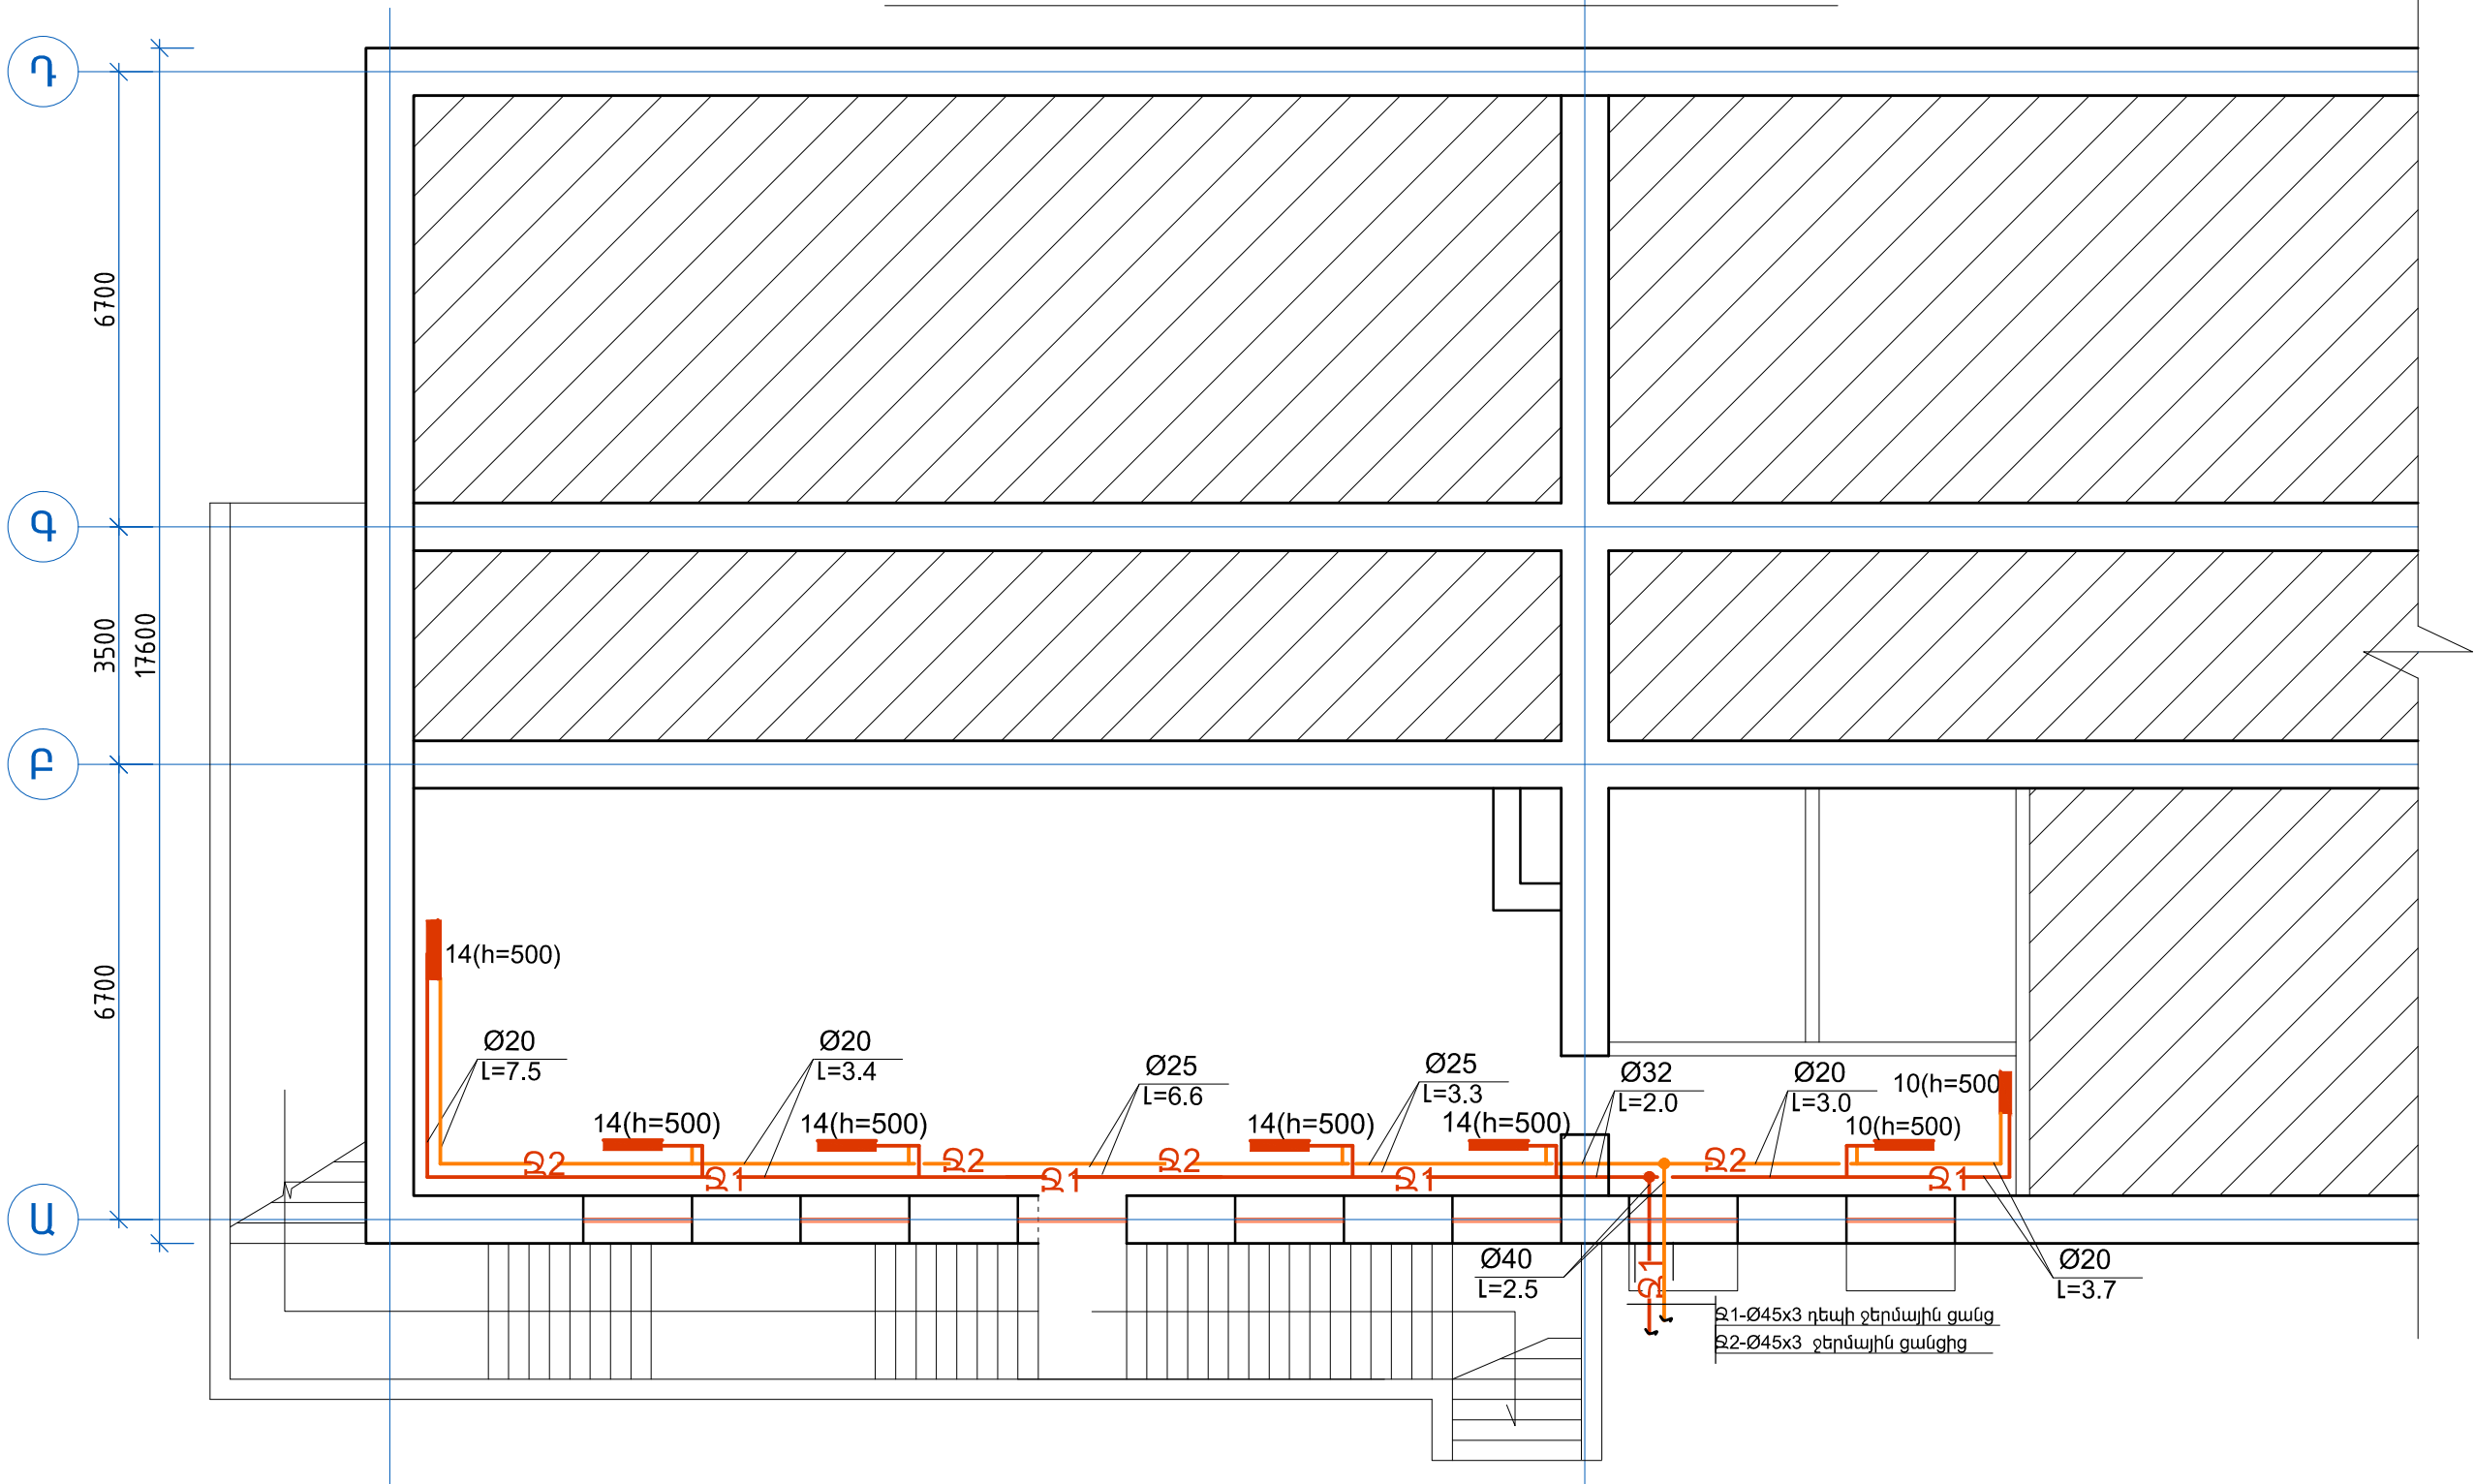 Դ
6700
Գ
3500
17600
Բ
6700
14(h=500)
Ø20
L=7.5
Ø20
L=3.4
Ø25
L=6.6
Ø25
L=3.3
Ø32
L=2.0
Ø20
L=3.0
10(h=500)
14(h=500)
14(h=500)
14(h=500)
14(h=500)
10(h=500)
Ջ2
Ջ2
Ջ2
Ջ2
Ջ1
Ջ1
Ջ1
Ջ1
Ա
Ø40
L=2.5
Ջ1
Ø20
L=3.7
Ջ1-Ø45x3 դեպի ջերմային ցանց
Ջ2-Ø45x3 ջերմային ցանցից